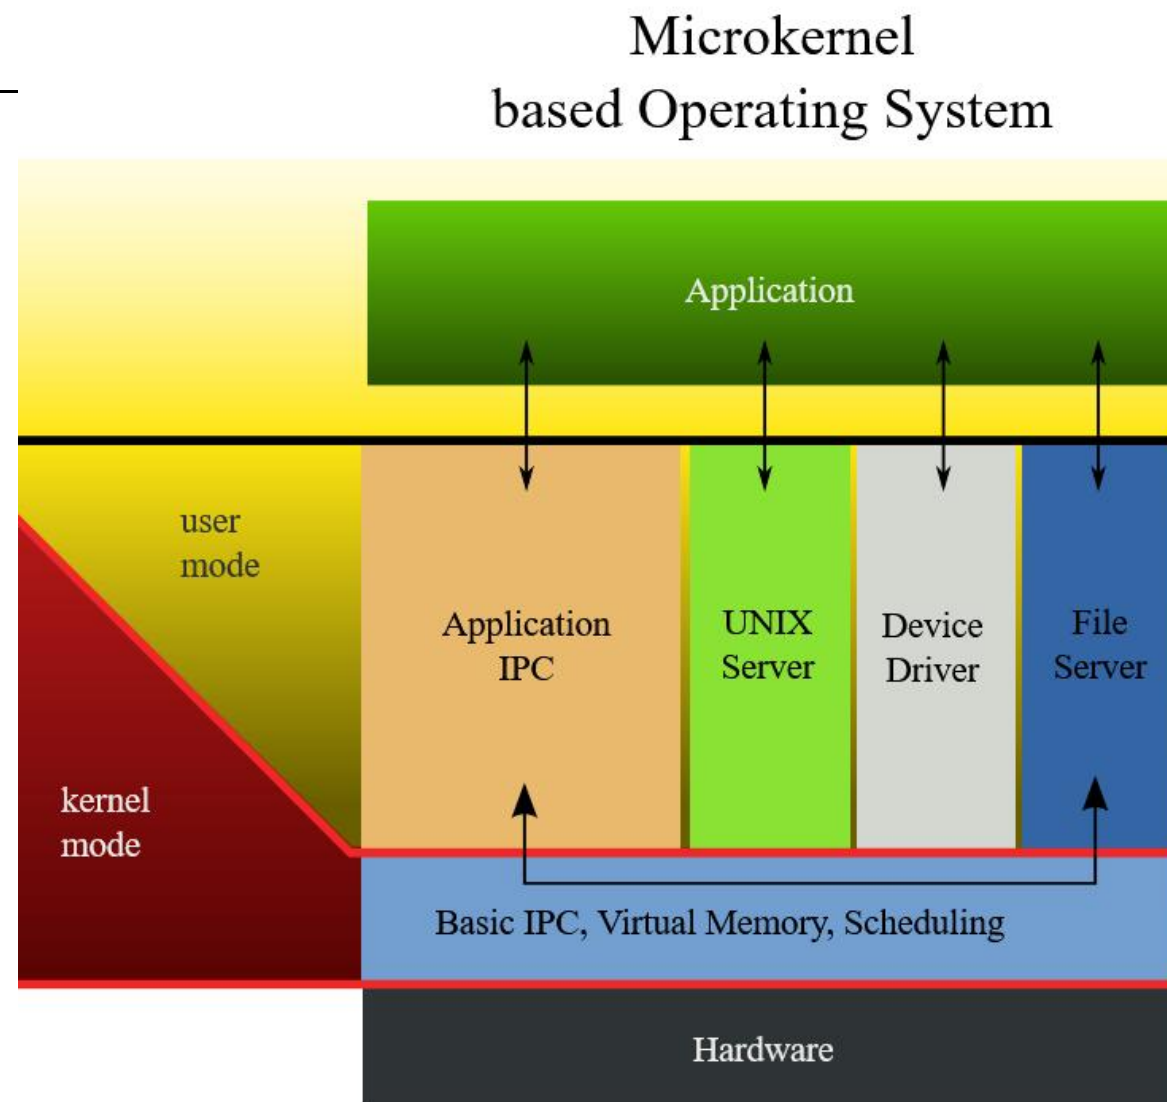 Microkernel
based Operating System
Application
user
mode
Application
IPC
UNIX
Server
Device
Driver
File
Server
kernel
mode
Basic IPC, Virtual Memory, Scheduling
Hardware